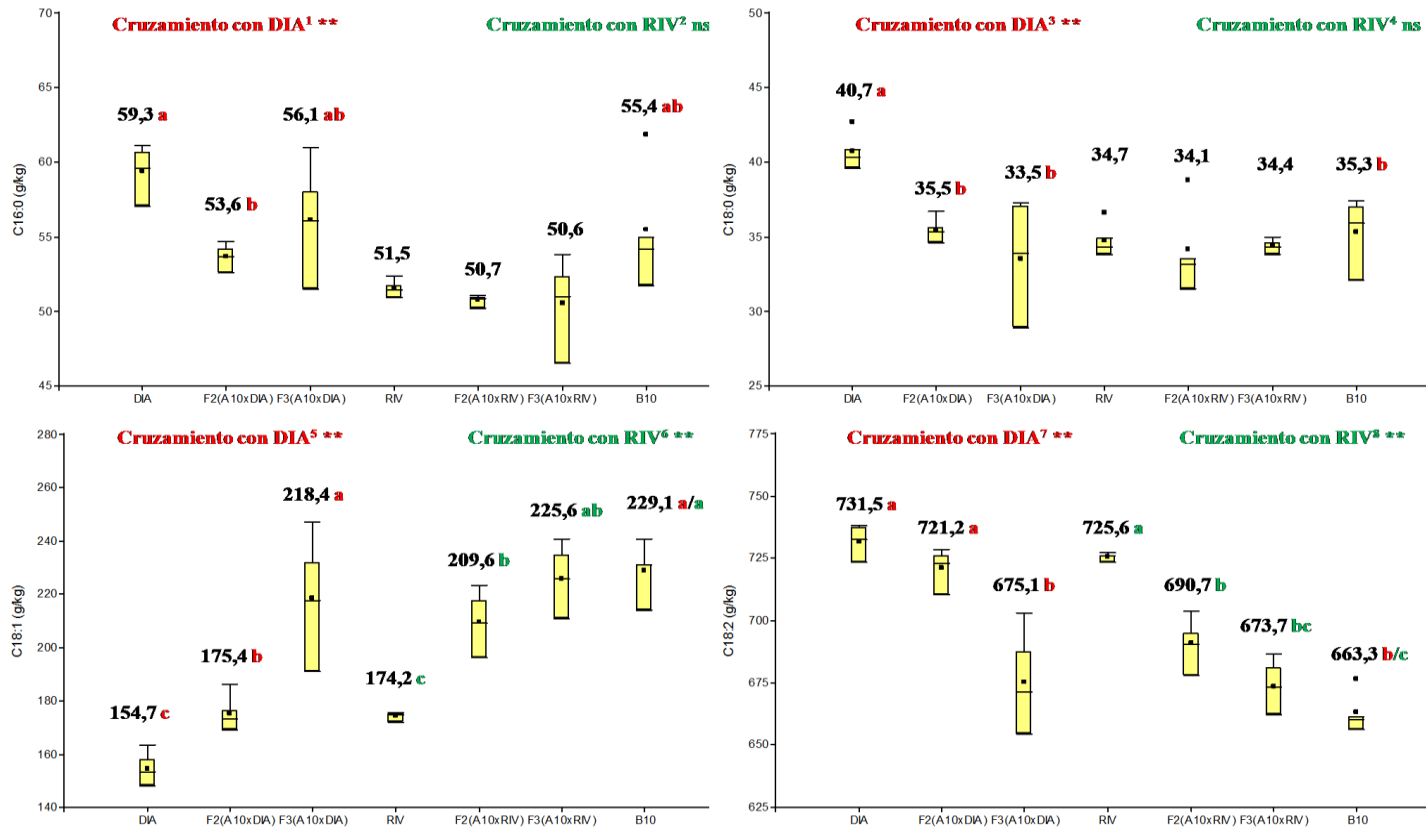 Cruzamiento con DIA¹ ** Cruzamiento con RIV² ns
C16:0 (g/kg)
70
65
60
55
50
45
59,3 a
53,6 b
56,1 ab
51,5
50,7
50,6
55,4 ab
DIA F2(A10xDIA) F3(A10xDIA) RIV F2(A10xRIV) F3(A10xRIV) B10
Cruzamiento con DIA³ ** Cruzamiento con RIV⁴ ns
C18:0 (g/kg)
50
45
40
35
30
25
40,7 a
35,5 b
33,5 b
34,7
34,1
34,4
35,3 b
DIA F2(A10xDIA) F3(A10xDIA) RIV F2(A10xRIV) F3(A10xRIV) B10
Cruzamiento con DIA⁵ ** Cruzamiento con RIV⁶ **
C18:1 (g/kg)
280
260
240
220
200
180
160
140
154,7 c
175,4 b
218,4 a
174,2 c
209,6 b
225,6 ab
229,1 a/a
DIA F2(A10xDIA) F3(A10xDIA) RIV F2(A10xRIV) F3(A10xRIV) B10
Cruzamiento con DIA⁷ ** Cruzamiento con RIV⁸ **
C18:2 (g/kg)
775
750
725
700
675
650
625
731,5 a
721,2 a
675,1 b
725,6 a
690,7 b
673,7 bc
663,3 b/c
DIA F2(A10xDIA) F3(A10xDIA) RIV F2(A10xRIV) F3(A10xRIV) B10